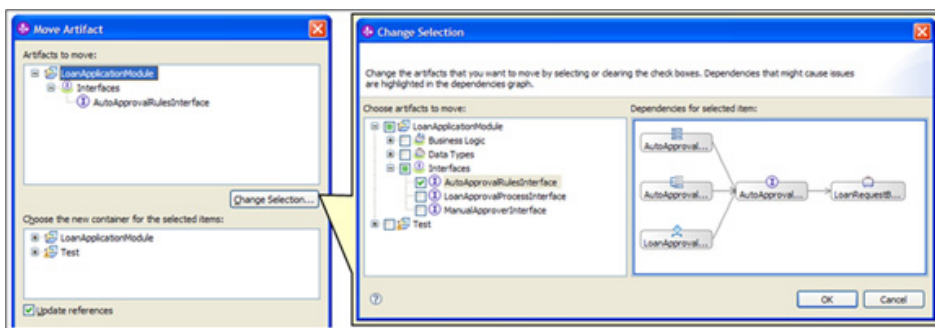 Move Artifact
Artifacts to move:
LoanApplicationModule
Interfaces
AutoApprovalRulesInterface
Change Selection...
Choose the new container for the selected items:
LoanApplicationModule
Test
Update references
Change Selection
Change the artifacts that you want to move by selecting or clearing the check boxes. Dependencies that might cause issues
are highlighted in the dependencies graph.
Choose artifacts to move:
LoanApplicationModule
Business Logic
Data Types
Interfaces
AutoApprovalRulesInterface
LoanApprovalProcessInterface
ManualApproverInterface
Test
Dependencies for selected item:
AutoApproval...
AutoApproval...
LoanApproval...
AutoApproval...
LoanRequestB...
OK
Cancel